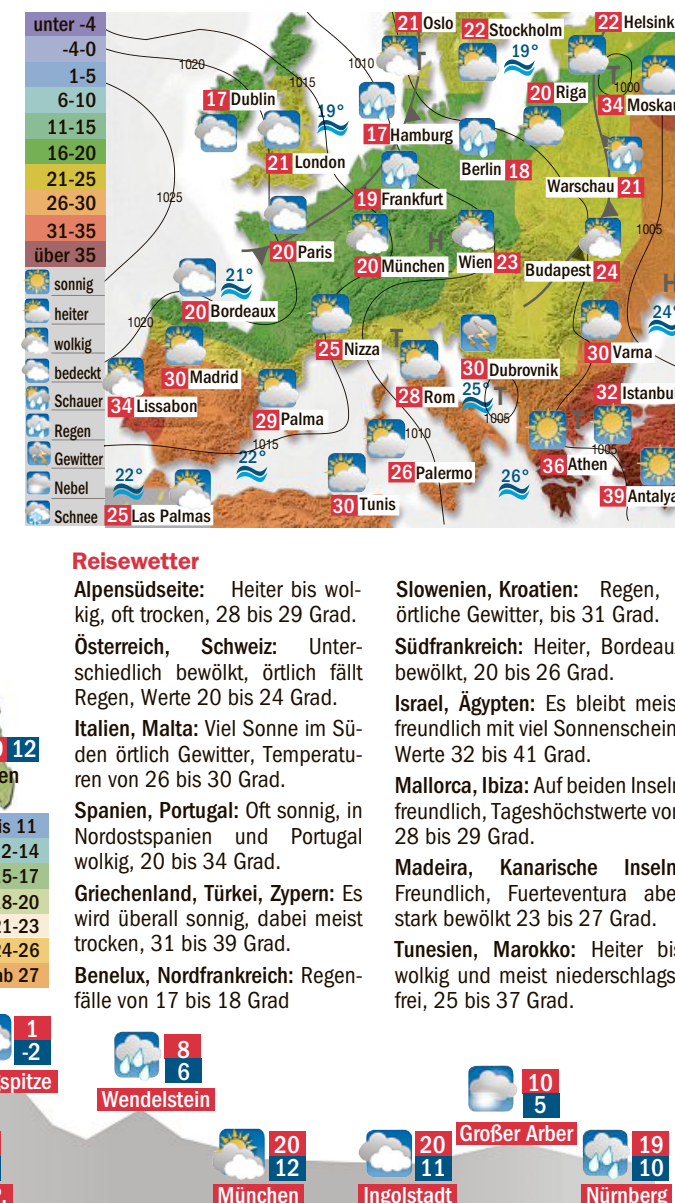 unter -4
-4-0
1-5
6-10
11-15
16-20
21-25
26-30
31-35
über 35
sonnig
heiter
wolkig
bedeckt
Schauer
Regen
Gewitter
Nebel
Schnee
21 Oslo
22 Stockholm
22 Helsink
1020
1015
1010
19°
T
T
1000
17 Dublin
19°
20 Riga
34 Moskau
17 Hamburg
21 London
Berlin 18
19 Frankfurt
Warschau 21
1025
1005
20 Paris
20 München
H
Wien 23
Budapest 24
H
21°
20 Bordeaux
1020
24°
25 Nizza
T
30 Varna
30 Madrid
30 Dubrovnik
34 Lissabon
29 Palma
28 Rom
25°
T
1005
32 Istanbu
T
1010
1015
1005
22°
22°
26 Palermo
36 Athen
26°
25 Las Palmas
30 Tunis
39 Antalya
Reisewetter
Alpensüdseite: Heiter bis wol-
kig, oft trocken, 28 bis 29 Grad.
Österreich, Schweiz: Unter-
schiedlich bewölkt, örtlich fällt
Regen, Werte 20 bis 24 Grad.
Italien, Malta: Viel Sonne im Sü-
den örtlich Gewitter, Temperatu-
ren von 26 bis 30 Grad.
Spanien, Portugal: Oft sonnig, in
Nordostspanien und Portugal
wolkig, 20 bis 34 Grad.
Griechenland, Türkei, Zypern: Es
wird überall sonnig, dabei meist
trocken, 31 bis 39 Grad.
Benelux, Nordfrankreich: Regen-
fälle von 17 bis 18 Grad
Slowenien, Kroatien: Regen,
örtliche Gewitter, bis 31 Grad.
Südfrankreich: Heiter, Bordeaux
bewölkt, 20 bis 26 Grad.
Israel, Ägypten: Es bleibt meis
freundlich mit viel Sonnenschein
Werte 32 bis 41 Grad.
Mallorca, Ibiza: Auf beiden Inseln
freundlich, Tageshöchstwerte von
28 bis 29 Grad.
Madeira, Kanarische Inseln
Freundlich, Fuerteventura abe
stark bewölkt 23 bis 27 Grad.
Tunesien, Marokko: Heiter bis
wolkig und meist niederschlags
frei, 25 bis 37 Grad.
12
en
is 11
2-14
5-17
8-20
21-23
24-26
ab 27
1
-2
gspitze
8
6
Wendelstein
10
5
Großer Arber
20
12
München
20
11
Ingolstadt
19
10
Nürnberg